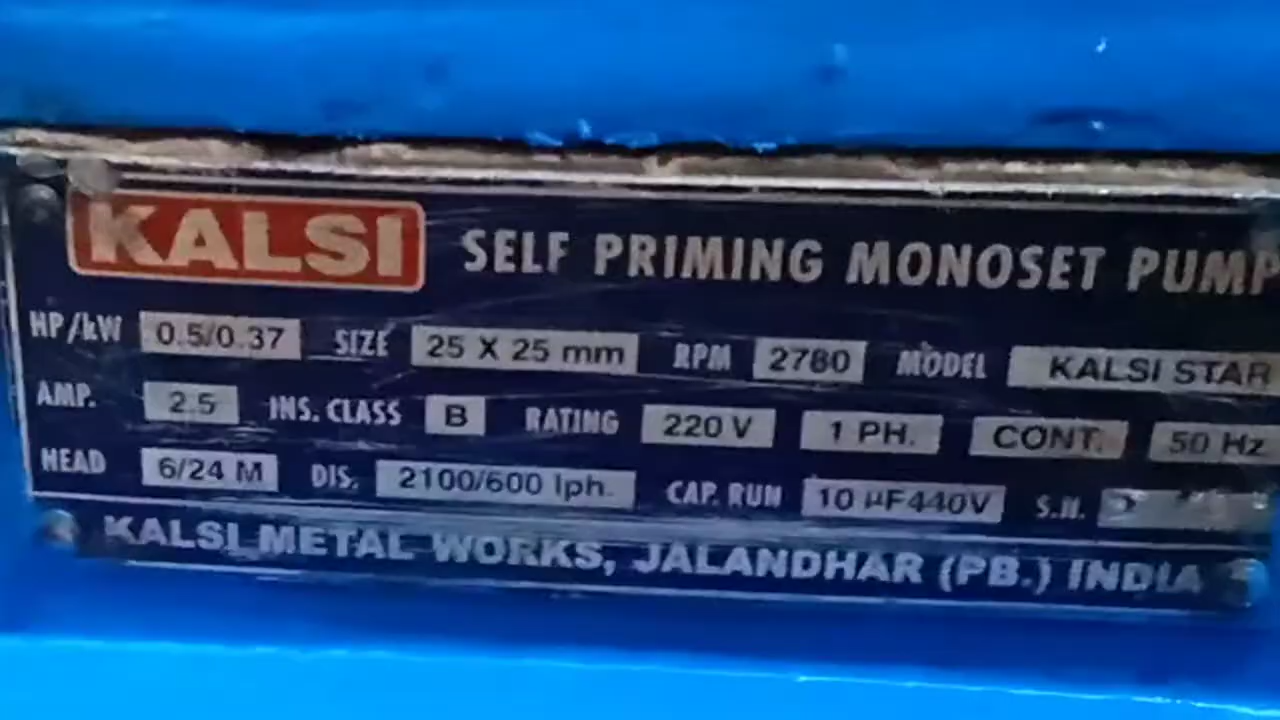 KALSI SELF PRIMING MONOSET PUMP
HP/kW 0.5/0.37 SIZE 25 X 25 mm RPM 2780 MODEL KALSI STAR
AMP. 2.5 INS. CLASS B RATING 220 V 1 PH. CONT. 50 Hz
HEAD 6/24 M DIS. 2100/600 lph. CAP. RUN 10 µF440V S.N.
KALSI METAL WORKS, JALANDHAR (PB.) INDIA